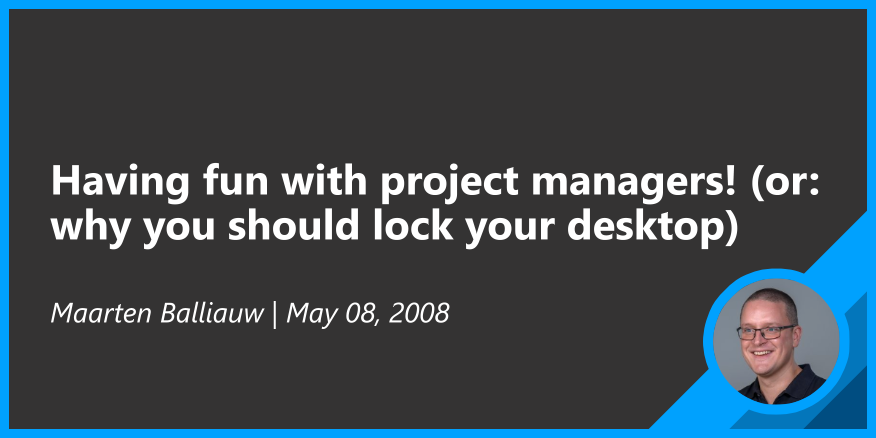 Having fun with project managers! (or:
why you should lock your desktop)
Maarten Balliauw | May 08, 2008